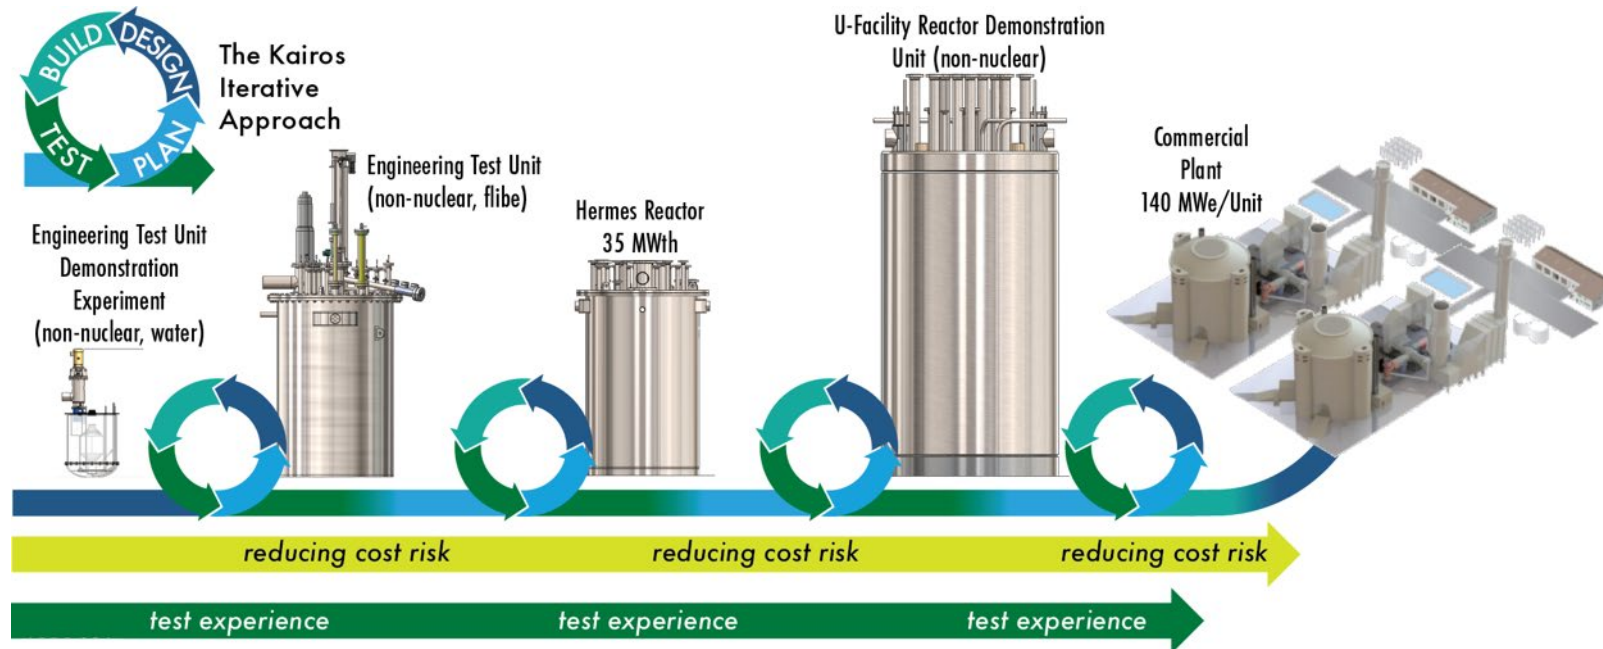 BUILD
DESIGN
TEST
PLAN
The Kairos
Iterative
Approach
Engineering Test Unit
Demonstration
Experiment
(non-nuclear, water)
Engineering Test Unit
(non-nuclear, flibe)
Hermes Reactor
35 MWth
U-Facility Reactor Demonstration
Unit (non-nuclear)
Commercial
Plant
140 MWe/Unit
reducing cost risk
reducing cost risk
reducing cost risk
test experience
test experience
test experience